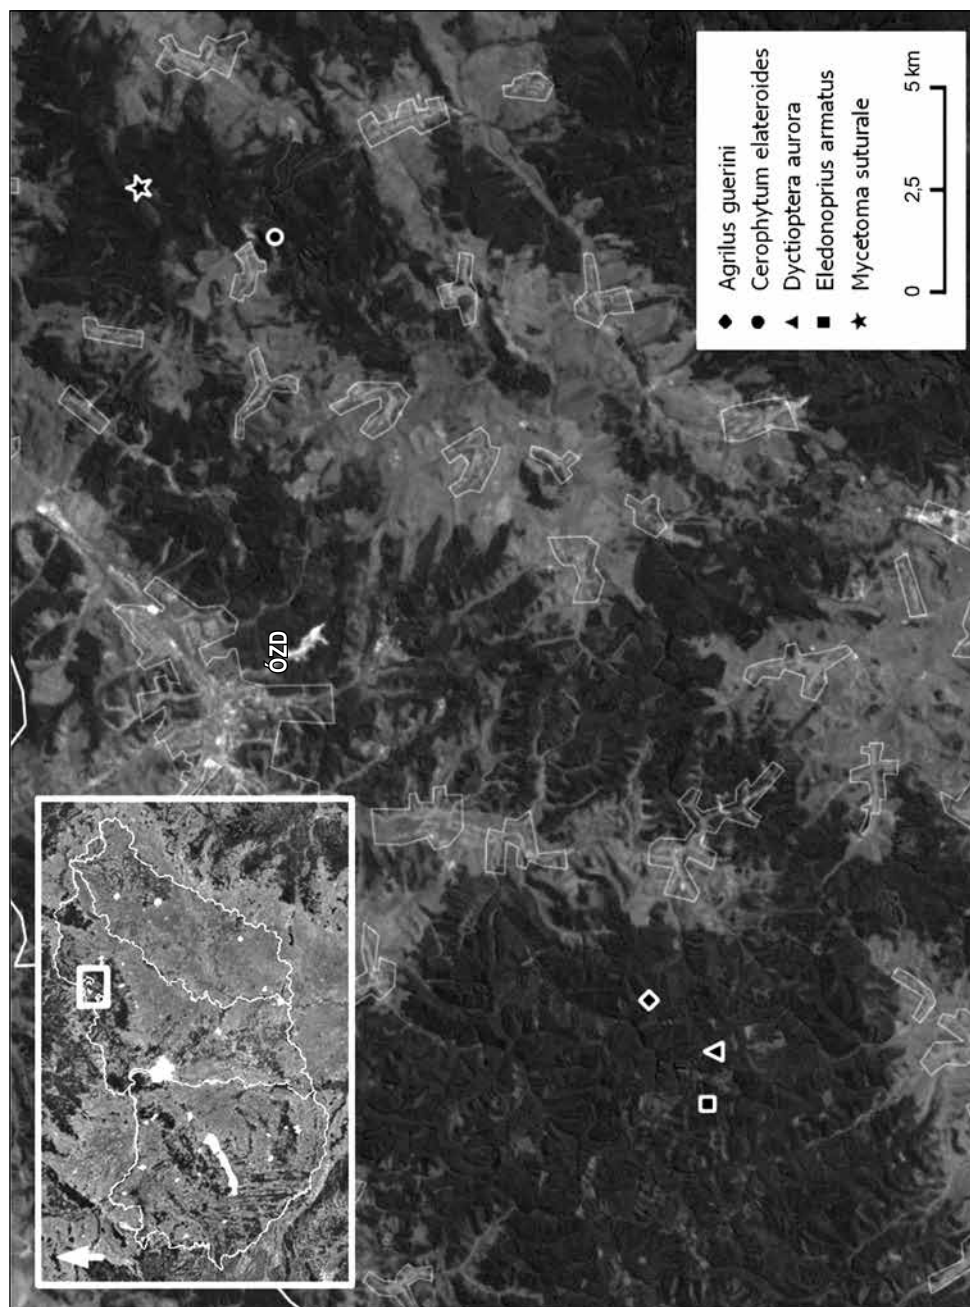 ÓZD
Agrilus guerini
Cerophytum elateroides
Dyctioptera aurora
Eledonoprius armatus
Mycetoma suturale
0 2,5 5 km